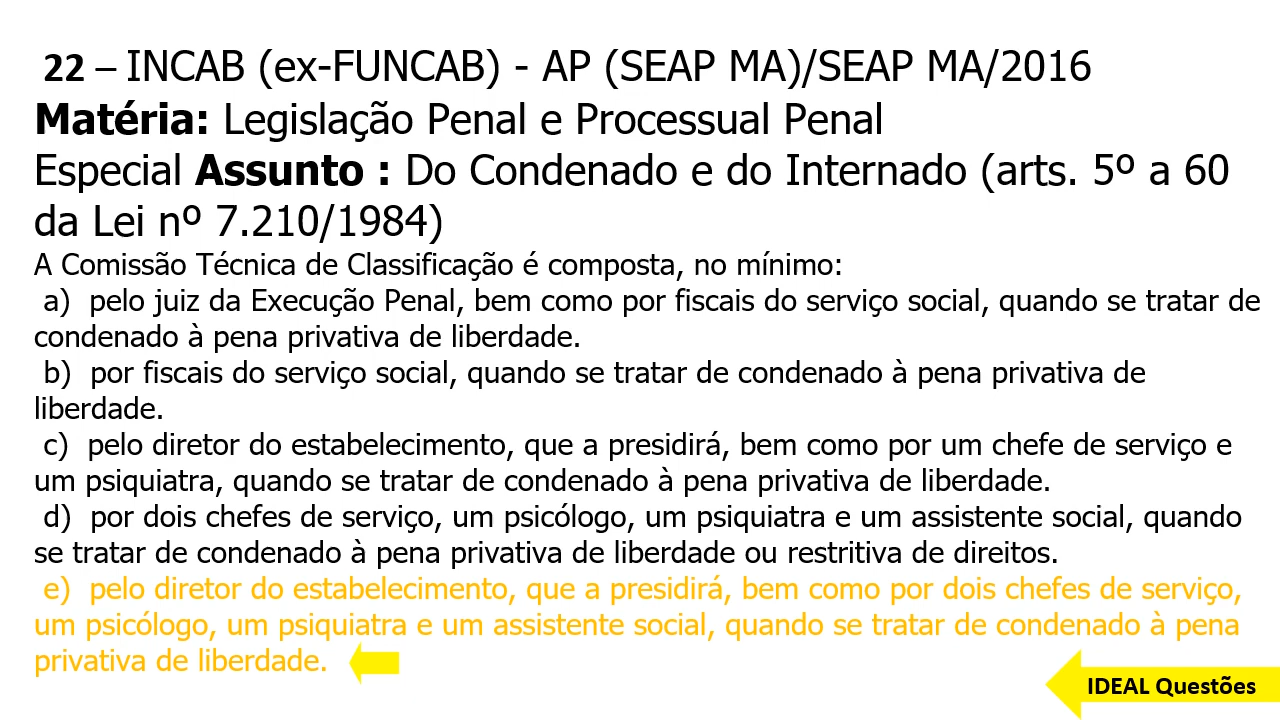 22 – INCAB (ex-FUNCAB) - AP (SEAP MA)/SEAP MA/2016
Matéria: Legislação Penal e Processual Penal
Especial Assunto : Do Condenado e do Internado (arts. 5º a 60
da Lei nº 7.210/1984)
A Comissão Técnica de Classificação é composta, no mínimo:
a) pelo juiz da Execução Penal, bem como por fiscais do serviço social, quando se tratar de
condenado à pena privativa de liberdade.
b) por fiscais do serviço social, quando se tratar de condenado à pena privativa de
liberdade.
c) pelo diretor do estabelecimento, que a presidirá, bem como por um chefe de serviço e
um psiquiatra, quando se tratar de condenado à pena privativa de liberdade.
d) por dois chefes de serviço, um psicólogo, um psiquiatra e um assistente social, quando
se tratar de condenado à pena privativa de liberdade ou restritiva de direitos.
e) pelo diretor do estabelecimento, que a presidirá, bem como por dois chefes de serviço,
um psicólogo, um psiquiatra e um assistente social, quando se tratar de condenado à pena
privativa de liberdade.
IDEAL Questões